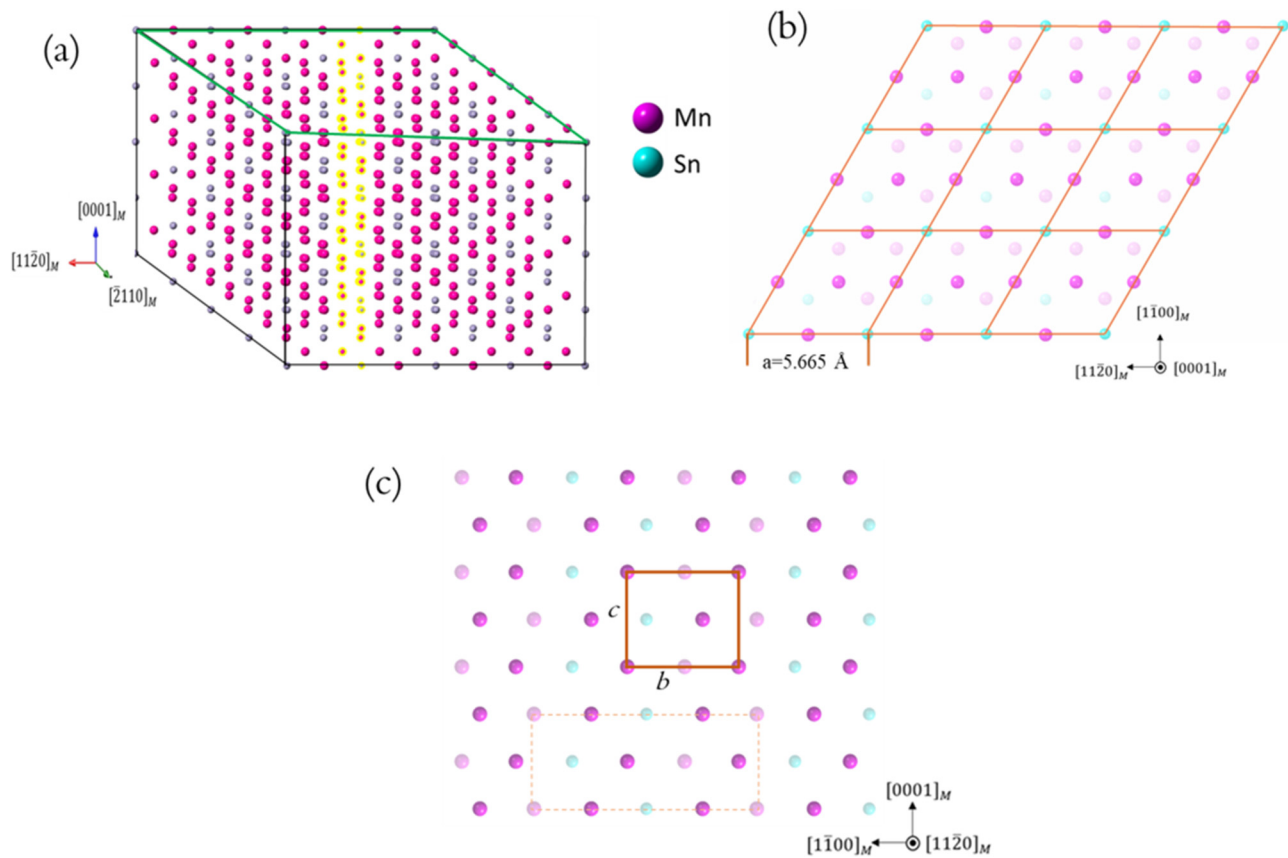 (a)
[0001]M
[112̅0]M
[2̅110]M
Mn
Sn
(b)
a=5.665 Å
[11̅00]M
[112̅0]M
[0001]M
(c)
c
b
[0001]M
[11̅00]M
[112̅0]M